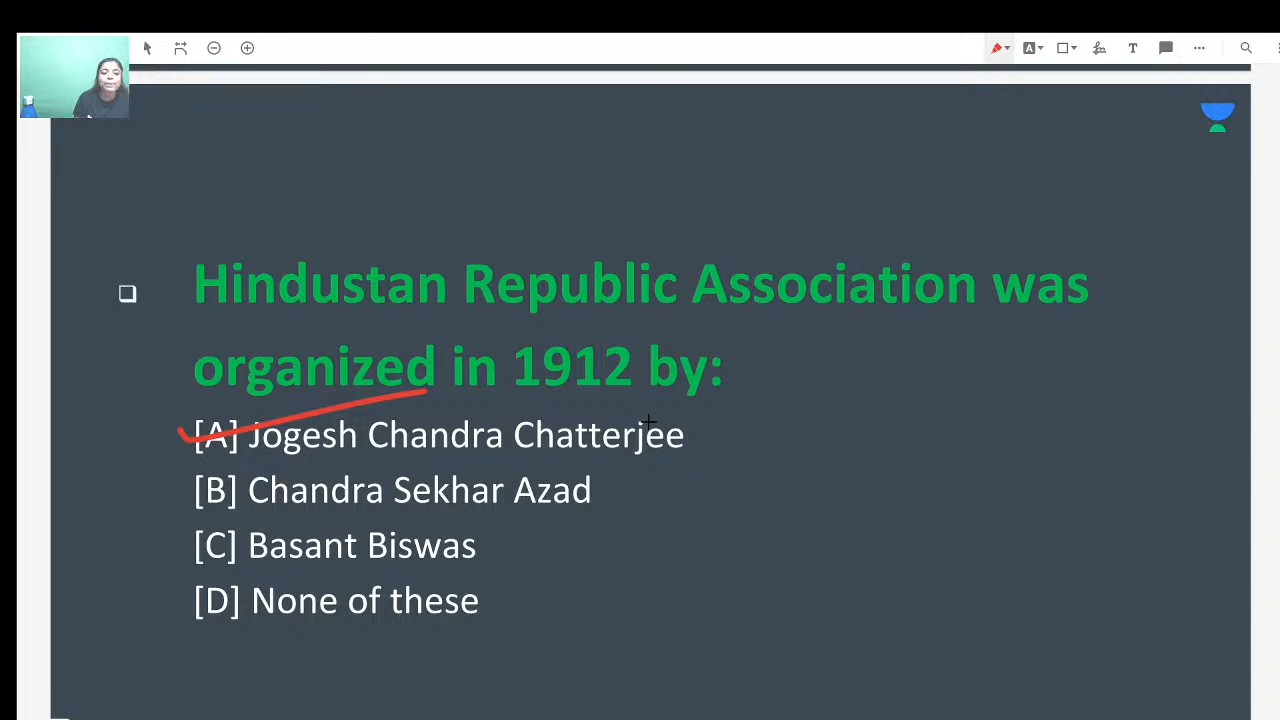 Hindustan Republic Association was
organized in 1912 by:
[A] Jogesh Chandra Chatterjee
[B] Chandra Sekhar Azad
[C] Basant Biswas
[D] None of these